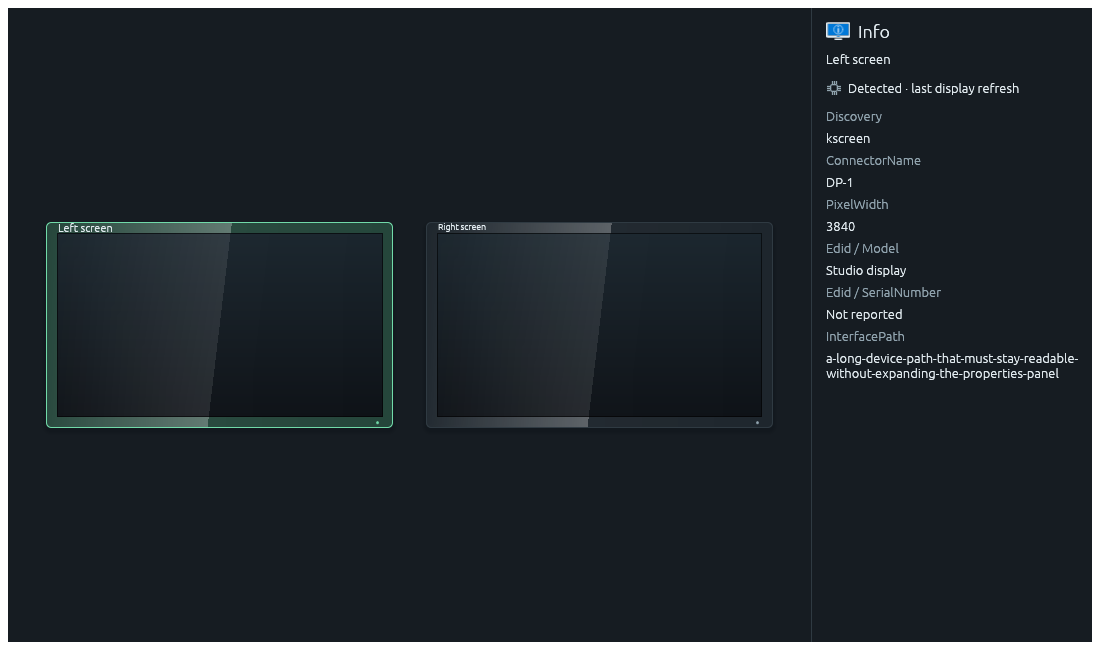 Left screen
Right screen
Info
Left screen
Detected · last display refresh
Discovery
kscreen
ConnectorName
DP-1
PixelWidth
3840
Edid / Model
Studio display
Edid / SerialNumber
Not reported
InterfacePath
a-long-device-path-that-must-stay-readable-
without-expanding-the-properties-panel